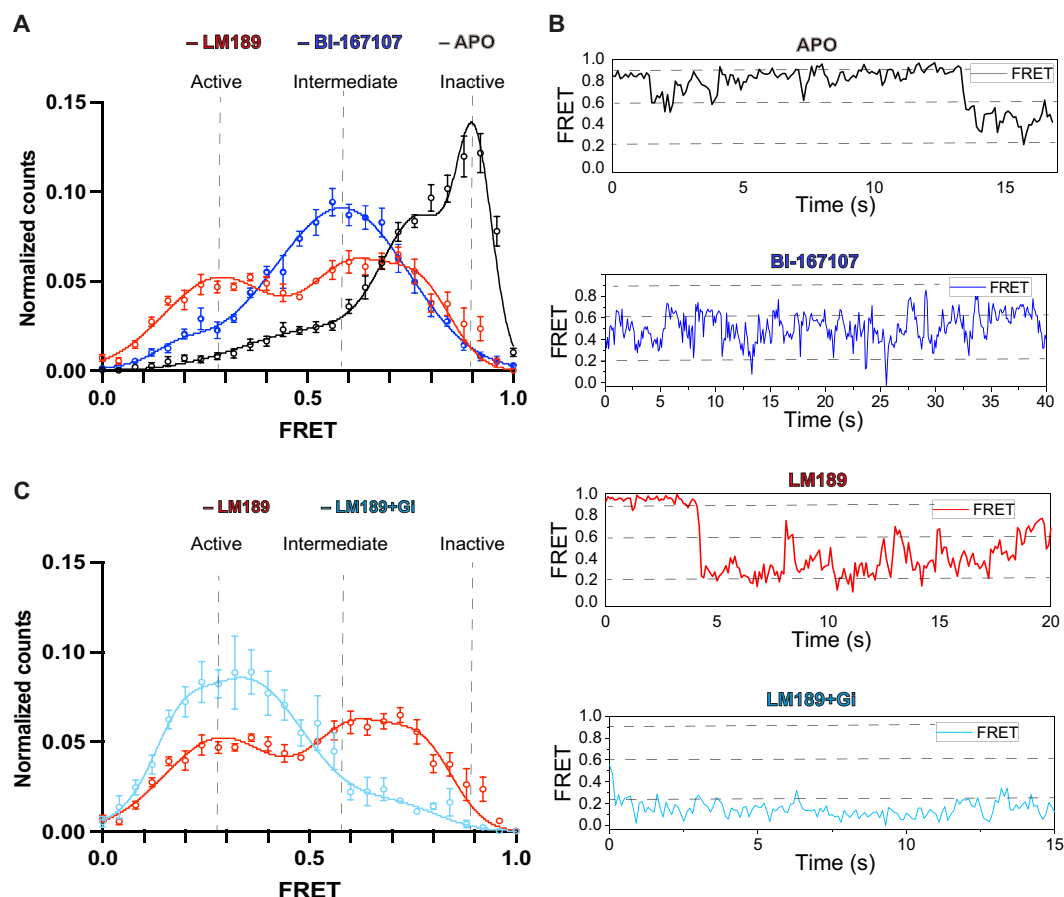 A
– LM189 – BI-167107 – APO
Active Intermediate Inactive
0.15
0.10
0.05
0.00
Normalized counts
0.0 0.5 1.0
FRET
B
APO
FRET
1.0
0.8
0.6
0.4
0.2
0.0
FRET
0 5 10 15
Time (s)
BI-167107
FRET
0.8
0.6
0.4
0.2
0.0
FRET
0 5 10 15 20 25 30 35 40
Time (s)
LM189
FRET
1.0
0.8
0.6
0.4
0.2
0.0
FRET
0 5 10 15 20
Time (s)
LM189+Gi
FRET
1.0
0.8
0.6
0.4
0.2
0.0
FRET
0 5 10 15
Time (s)
C
– LM189 – LM189+Gi
Active Intermediate Inactive
0.15
0.10
0.05
0.00
Normalized counts
0.0 0.5 1.0
FRET